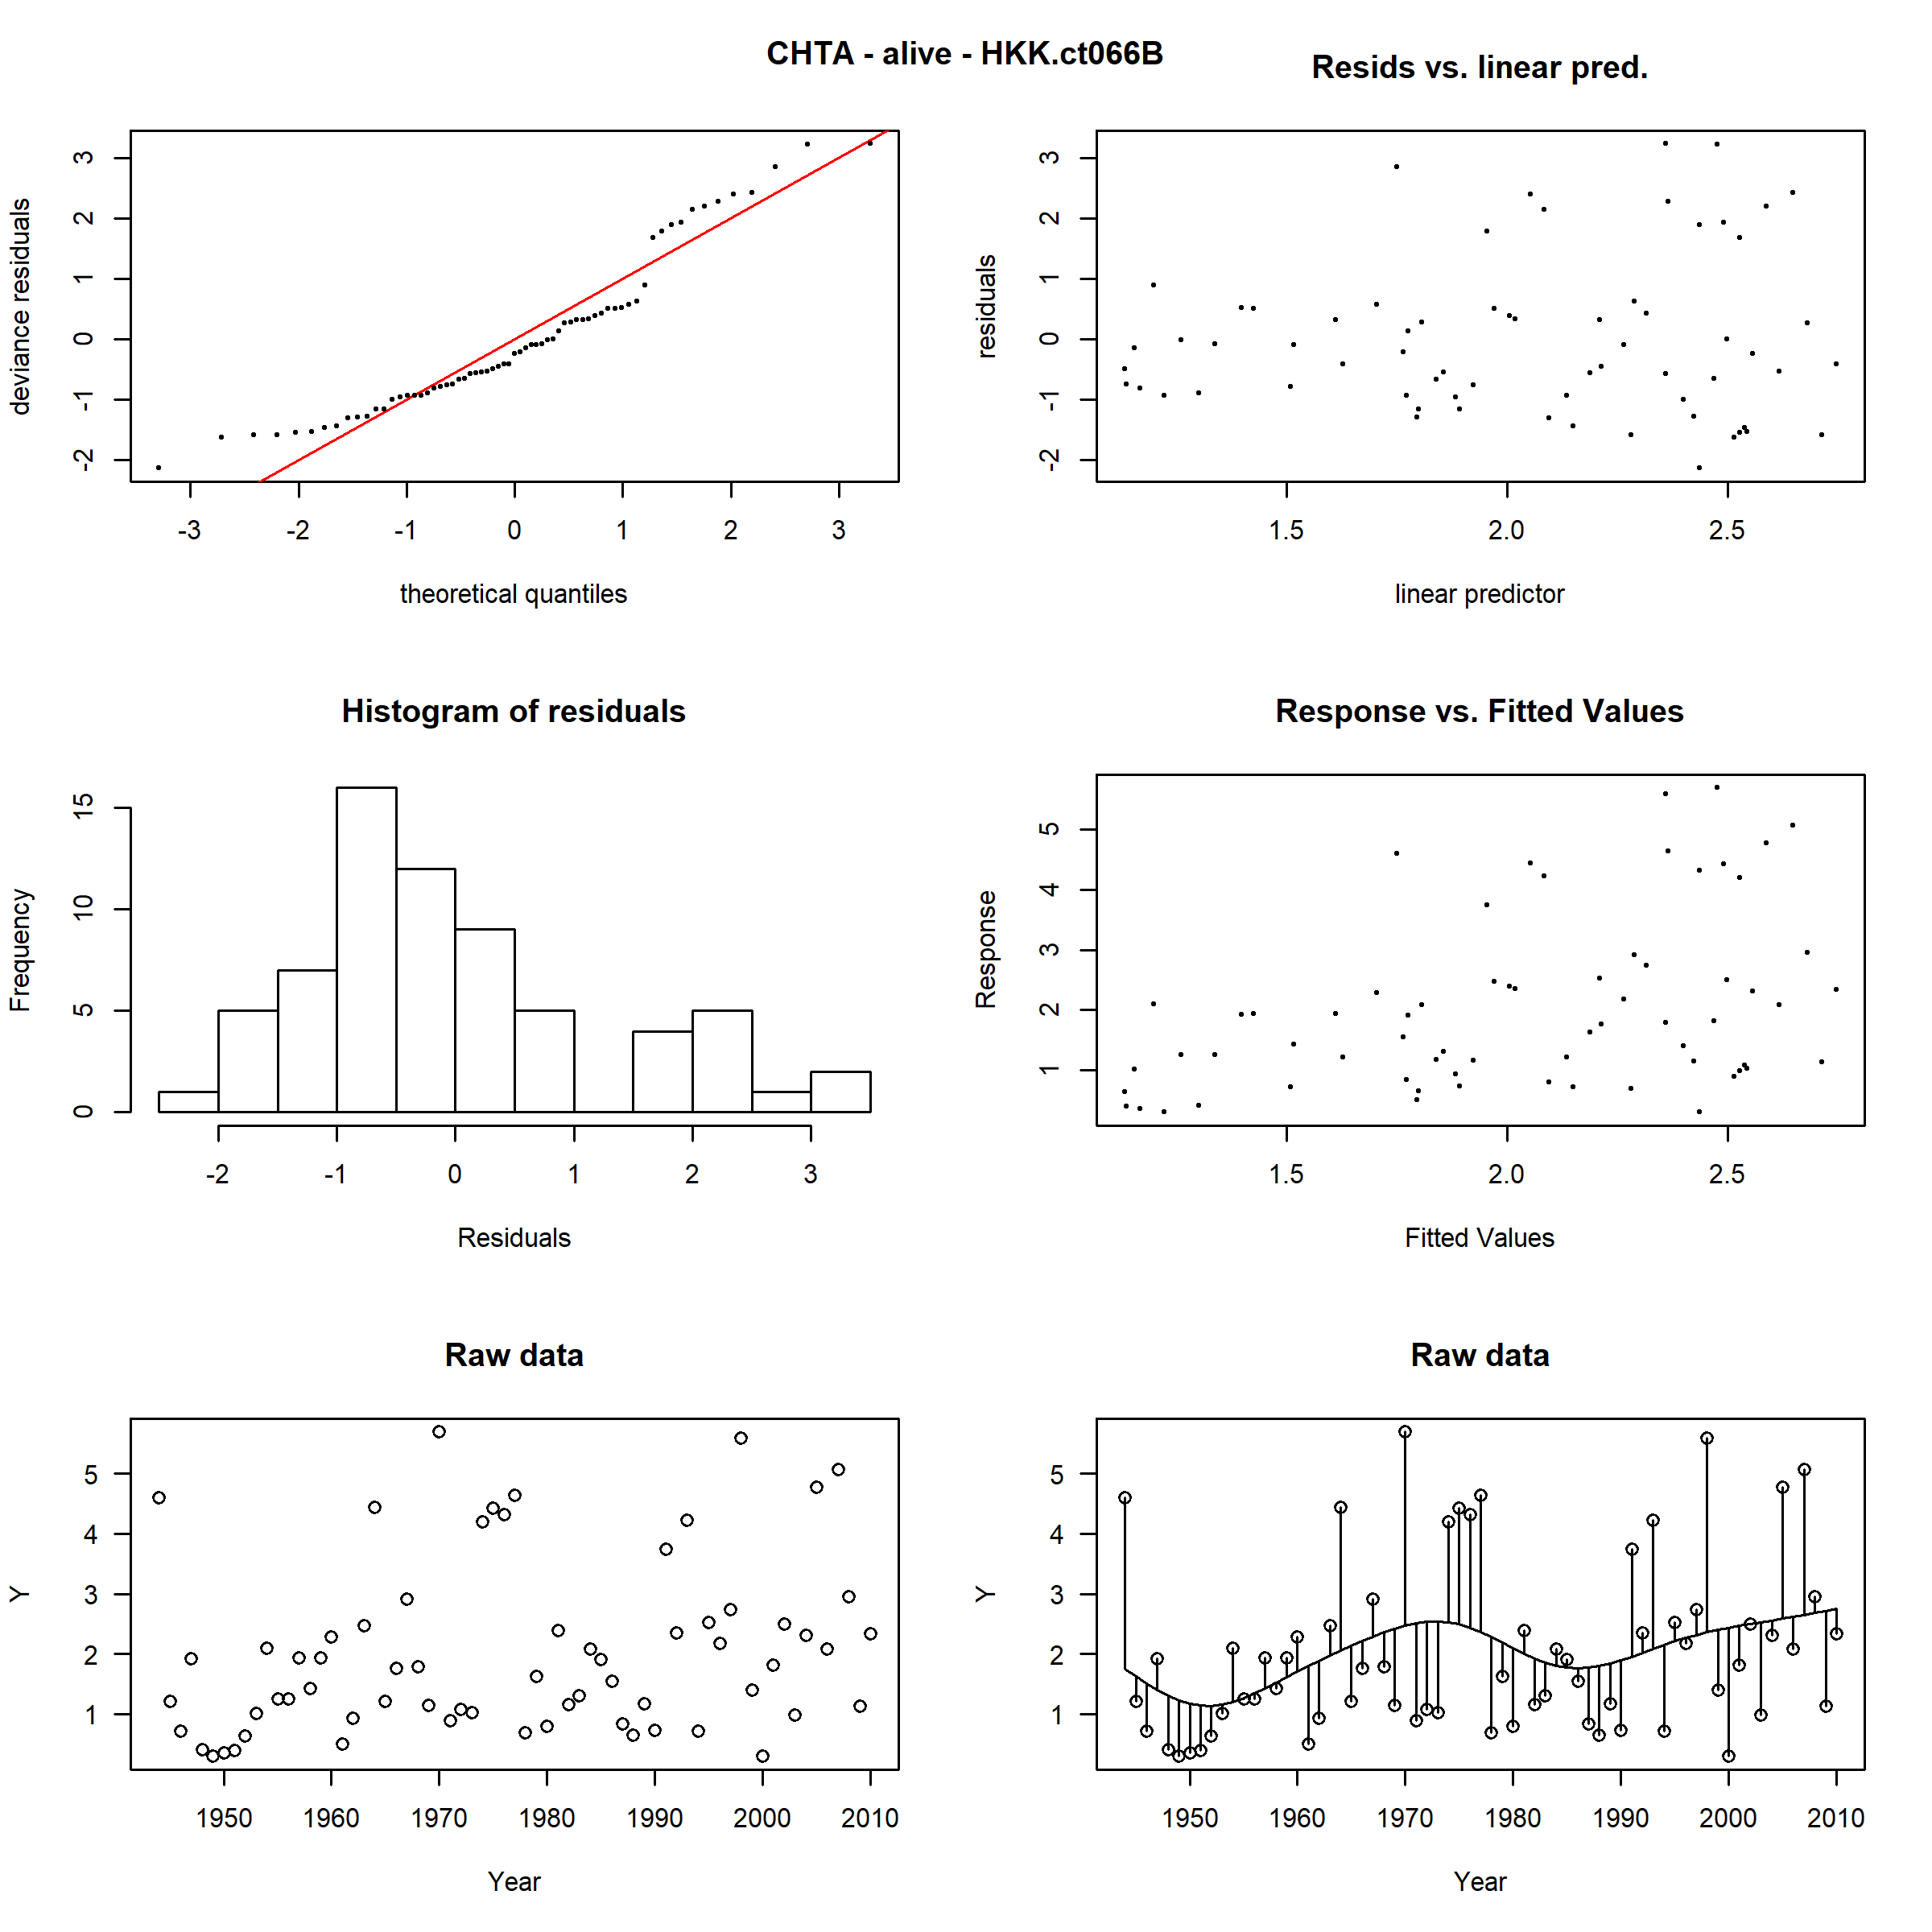 CHTA - alive - HKK.ct066B
Resids vs. linear pred.
deviance residuals
3
2
1
0
-1
-2
-3 -2 -1 0 1 2 3
theoretical quantiles
residuals
3
2
1
0
-1
-2
1.5 2.0 2.5
linear predictor
Histogram of residuals
Frequency
15
10
5
0
-2 -1 0 1 2 3
Residuals
Response vs. Fitted Values
Response
5
4
3
2
1
1.5 2.0 2.5
Fitted Values
Raw data
Y
5
4
3
2
1
1950 1960 1970 1980 1990 2000 2010
Year
Raw data
Y
5
4
3
2
1
1950 1960 1970 1980 1990 2000 2010
Year